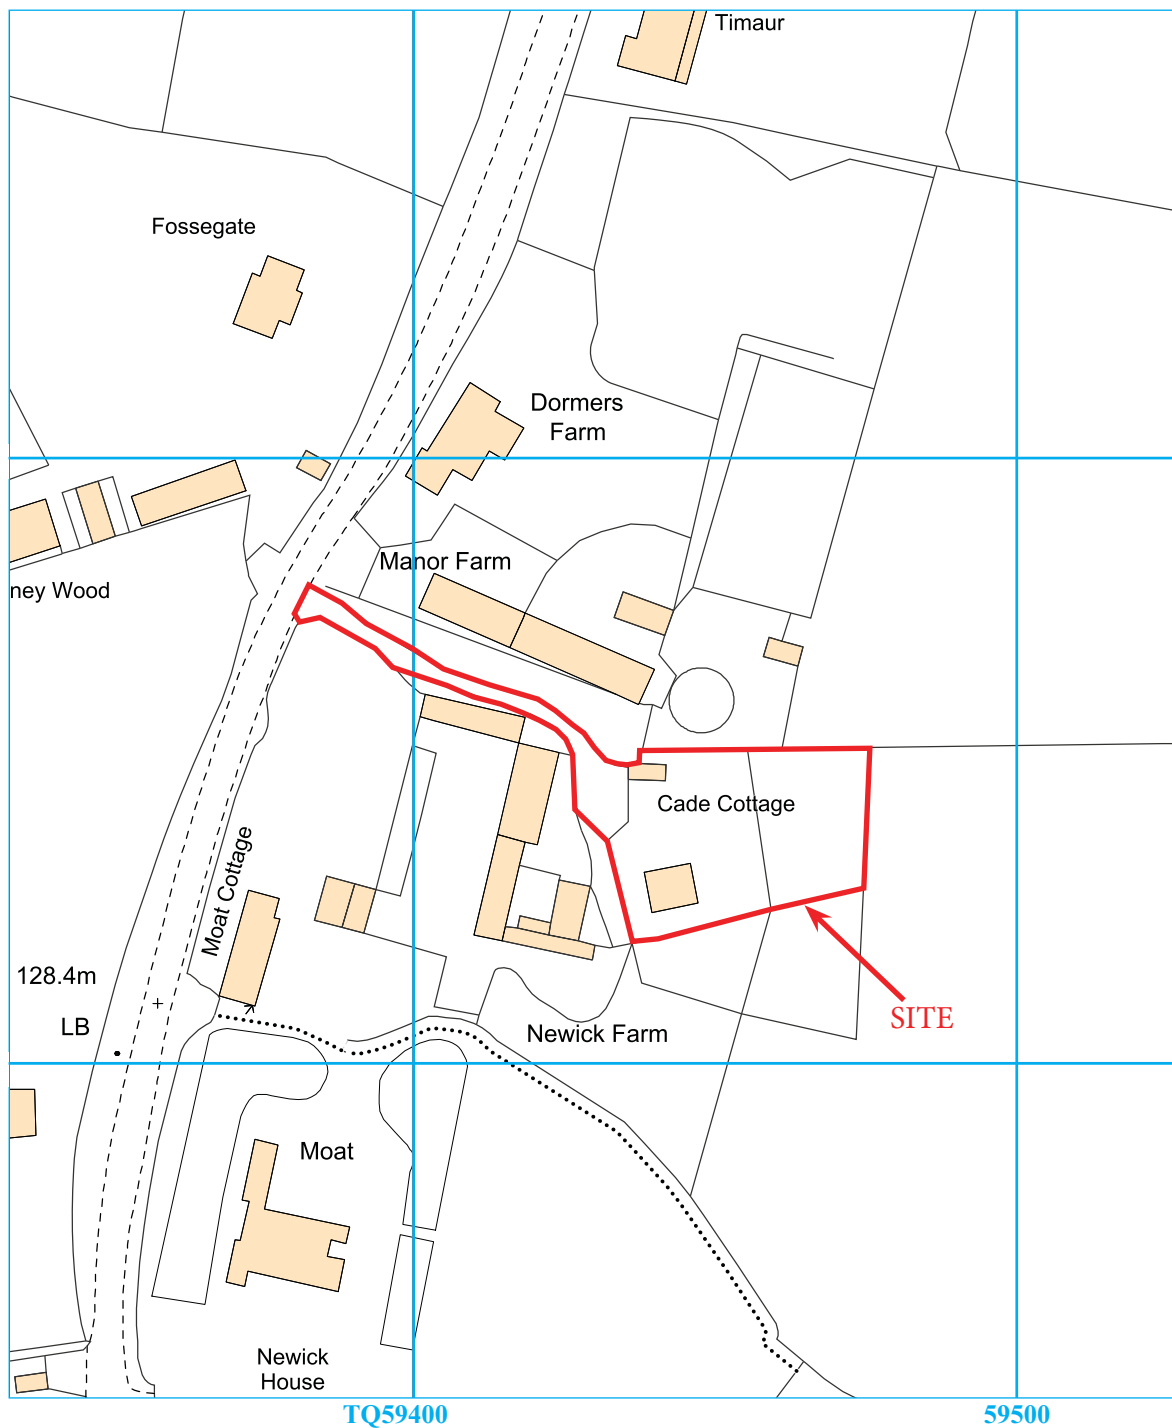 Timaur
Fossegate
Dormers
Farm
Manor Farm
ney Wood
Cade Cottage
Moat Cottage
128.4m
LB
SITE
Newick Farm
Moat
Newick
House
TQ59400
59500